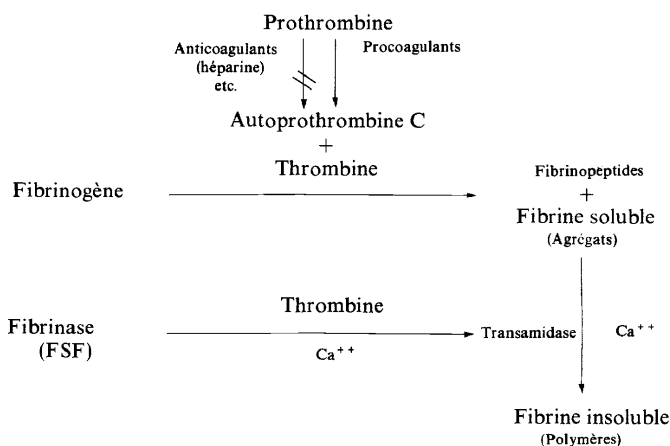 Prothrombine
Anticoagulants
(héparine)
etc.
Procoagulants
Autoprothrombine C
+
Thrombine
Fibrinogène
Fibrinopeptides
+
Fibrine soluble
(Agrégats)
Thrombine
Fibrinase
(FSF)
Ca++
Transamidase
Ca++
Fibrine insoluble
(Polymères)